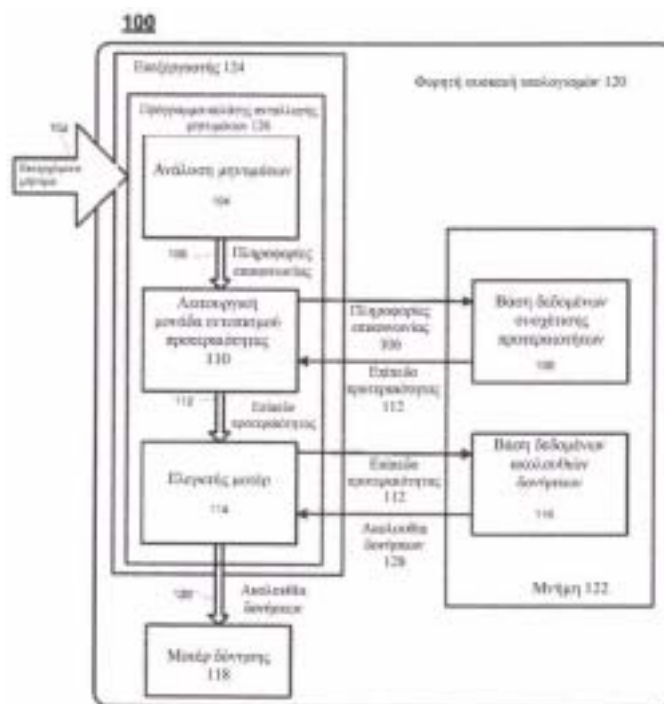 100
Επεξεργαστής 124
Φορητή συσκευή υπολογισμών 120
Πρόγραμμα πελάτης ανταλλαγής
μηνυμάτων 126
Εισερχόμενο
μήνυμα
Ανάλυση μηνυμάτων
104
Πληροφορίες
επικοινωνίας
Λειτουργική
μονάδα εντοπισμού
προτεραιότητας
110
Πληροφορίες
επικοινωνίας
106
Βάση δεδομένων
συσχέτισης
προτεραιοτήτων
Επίπεδο
προτεραιότητας
112
112
Επίπεδο
προτεραιότητας
Ελεγκτής μοτέρ
114
Επίπεδο
προτεραιότητας
112
Βάση δεδομένων
ακολουθιών
δονήσεων
116
Ακολουθία
δονήσεων
128
Ακολουθία
δονήσεων
Μνήμη 122
Μοτέρ δόνησης
118